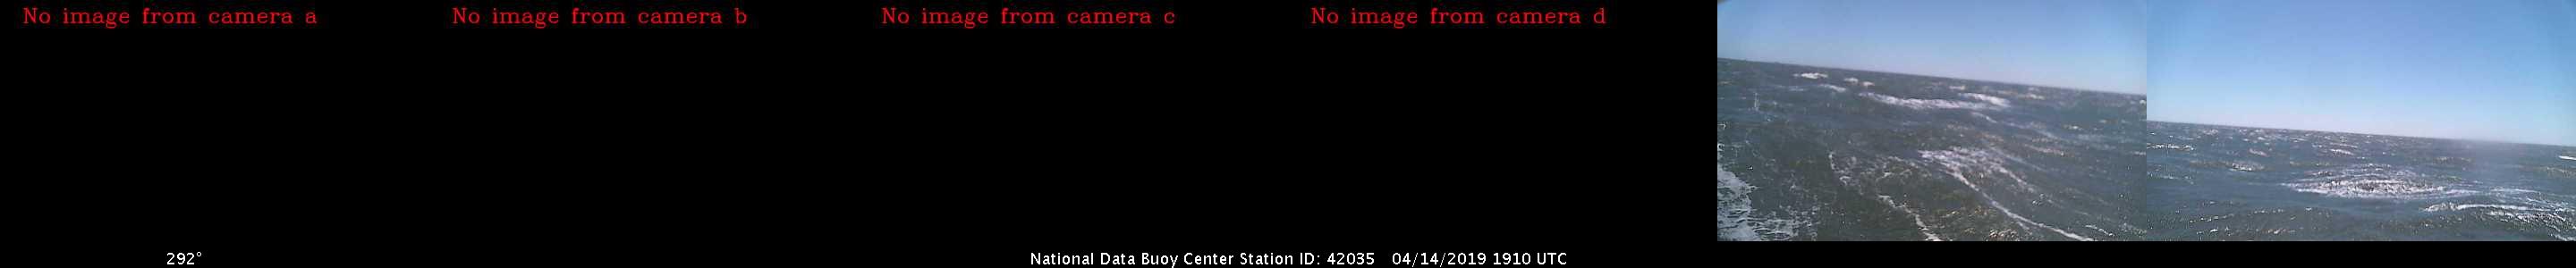 No image from camera a
No image from camera b
No image from camera c
No image from camera d
292°
National Data Buoy Center Station ID: 42035 04/14/2019 1910 UTC